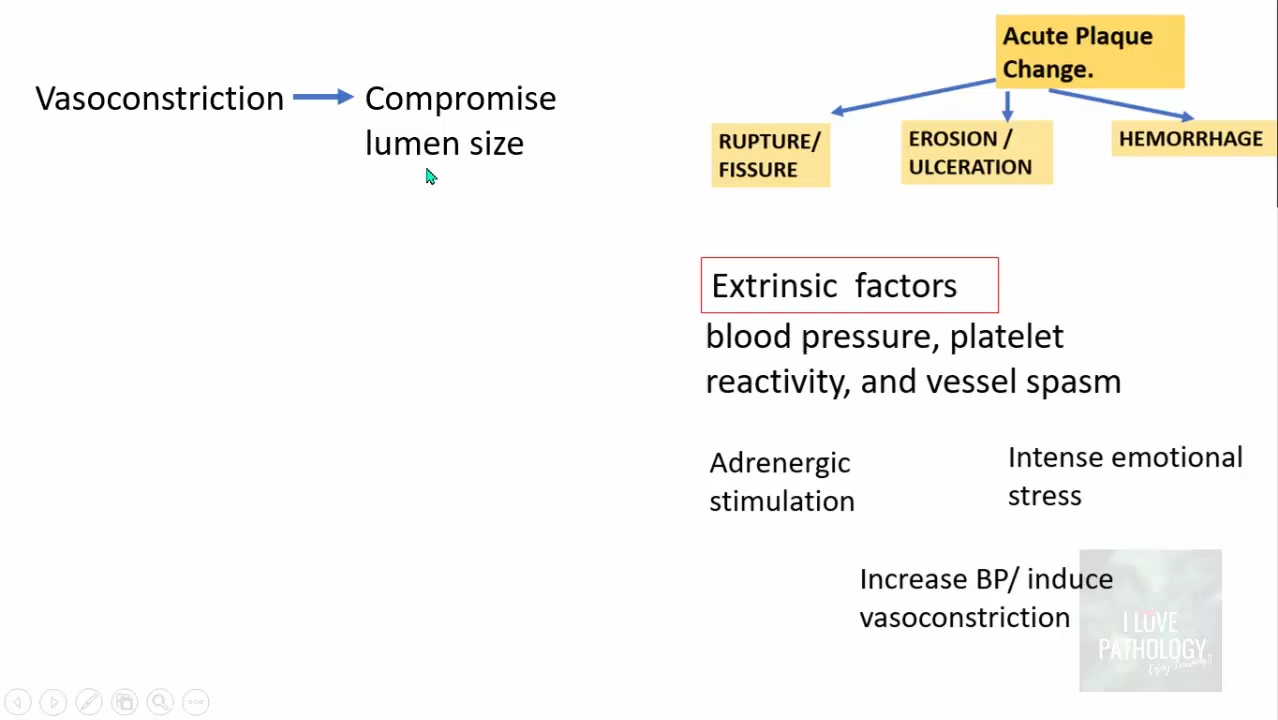 Vasoconstriction
Compromise
lumen size
Acute Plaque
Change.
RUPTURE/
FISSURE
EROSION /
ULCERATION
HEMORRHAGE
Extrinsic factors
blood pressure, platelet
reactivity, and vessel spasm
Adrenergic
stimulation
Intense emotional
stress
Increase BP/ induce
vasoconstriction
I LOVE
PATHOLOGY